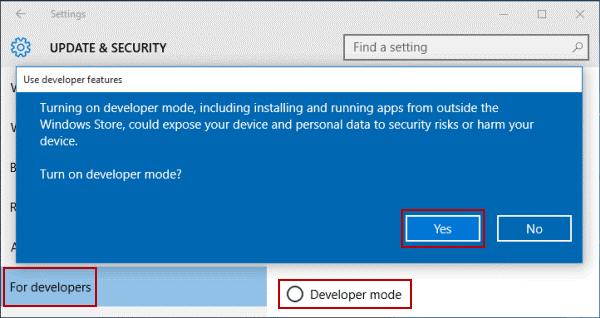 Settings
UPDATE & SECURITY
Find a setting
Use developer features
Turning on developer mode, including installing and running apps from outside the
Windows Store, could expose your device and personal data to security risks or harm your
device.
Turn on developer mode?
Yes
No
For developers
Developer mode